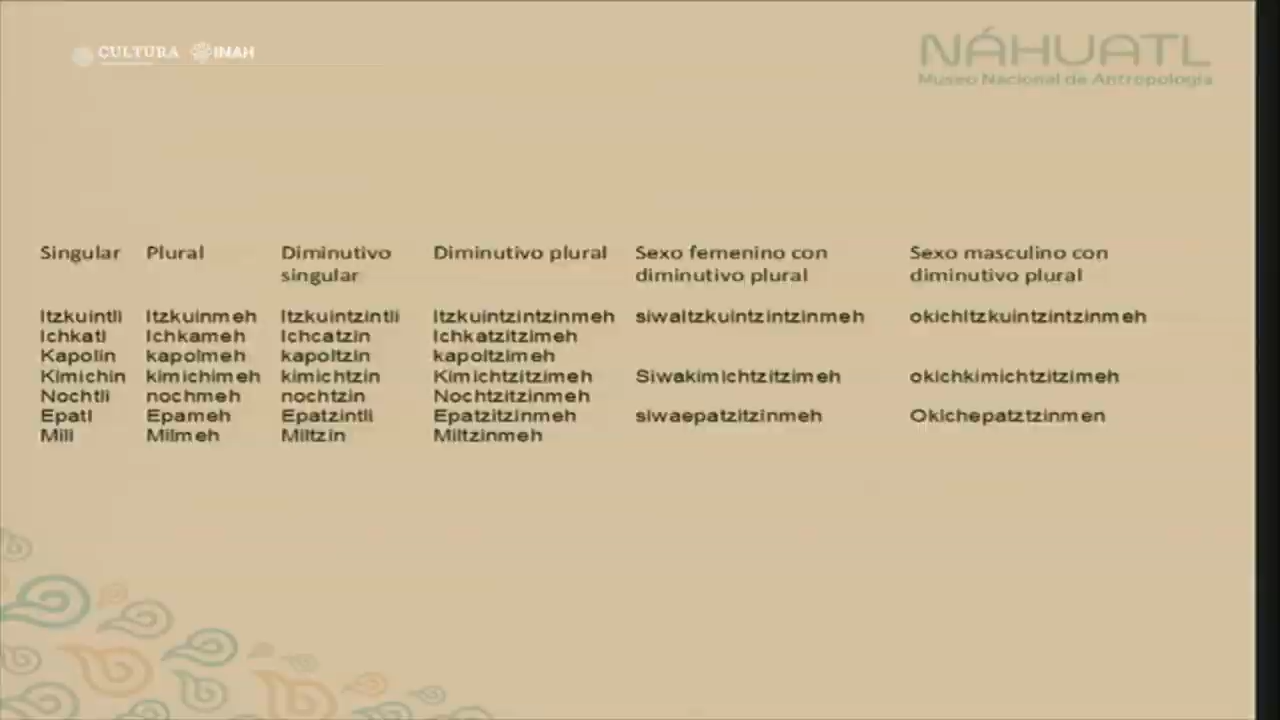 CULTURA INAH
NÁHUATL
Museo Nacional de Antropología
Singular Plural Diminutivo singular Diminutivo plural Sexo femenino con diminutivo plural Sexo masculino con diminutivo plural
Itzkuintli Itzkuinmeh Itzkuintzintli Itzkuintzintzinmeh siwaItzkuintzintzinmeh okichItzkuintzintzinmeh
Ichkatl Ichkameh Ichcatzin Ichkatzitzimeh
Kapolin kapolmeh kapoltzin kapoltzimeh
Kimichin kimichimeh kimichtzin Kimichtzitzimeh Siwakimichtzitzimeh okichkimichtzitzimeh
Nochtli nochmeh nochtzin Nochtzitzinmeh
Epatl Epameh Epatzintli Epatzitzinmeh siwaepatzitzinmeh Okichepatztzinmen
Mili Milmeh Miltzin Miltzinmeh